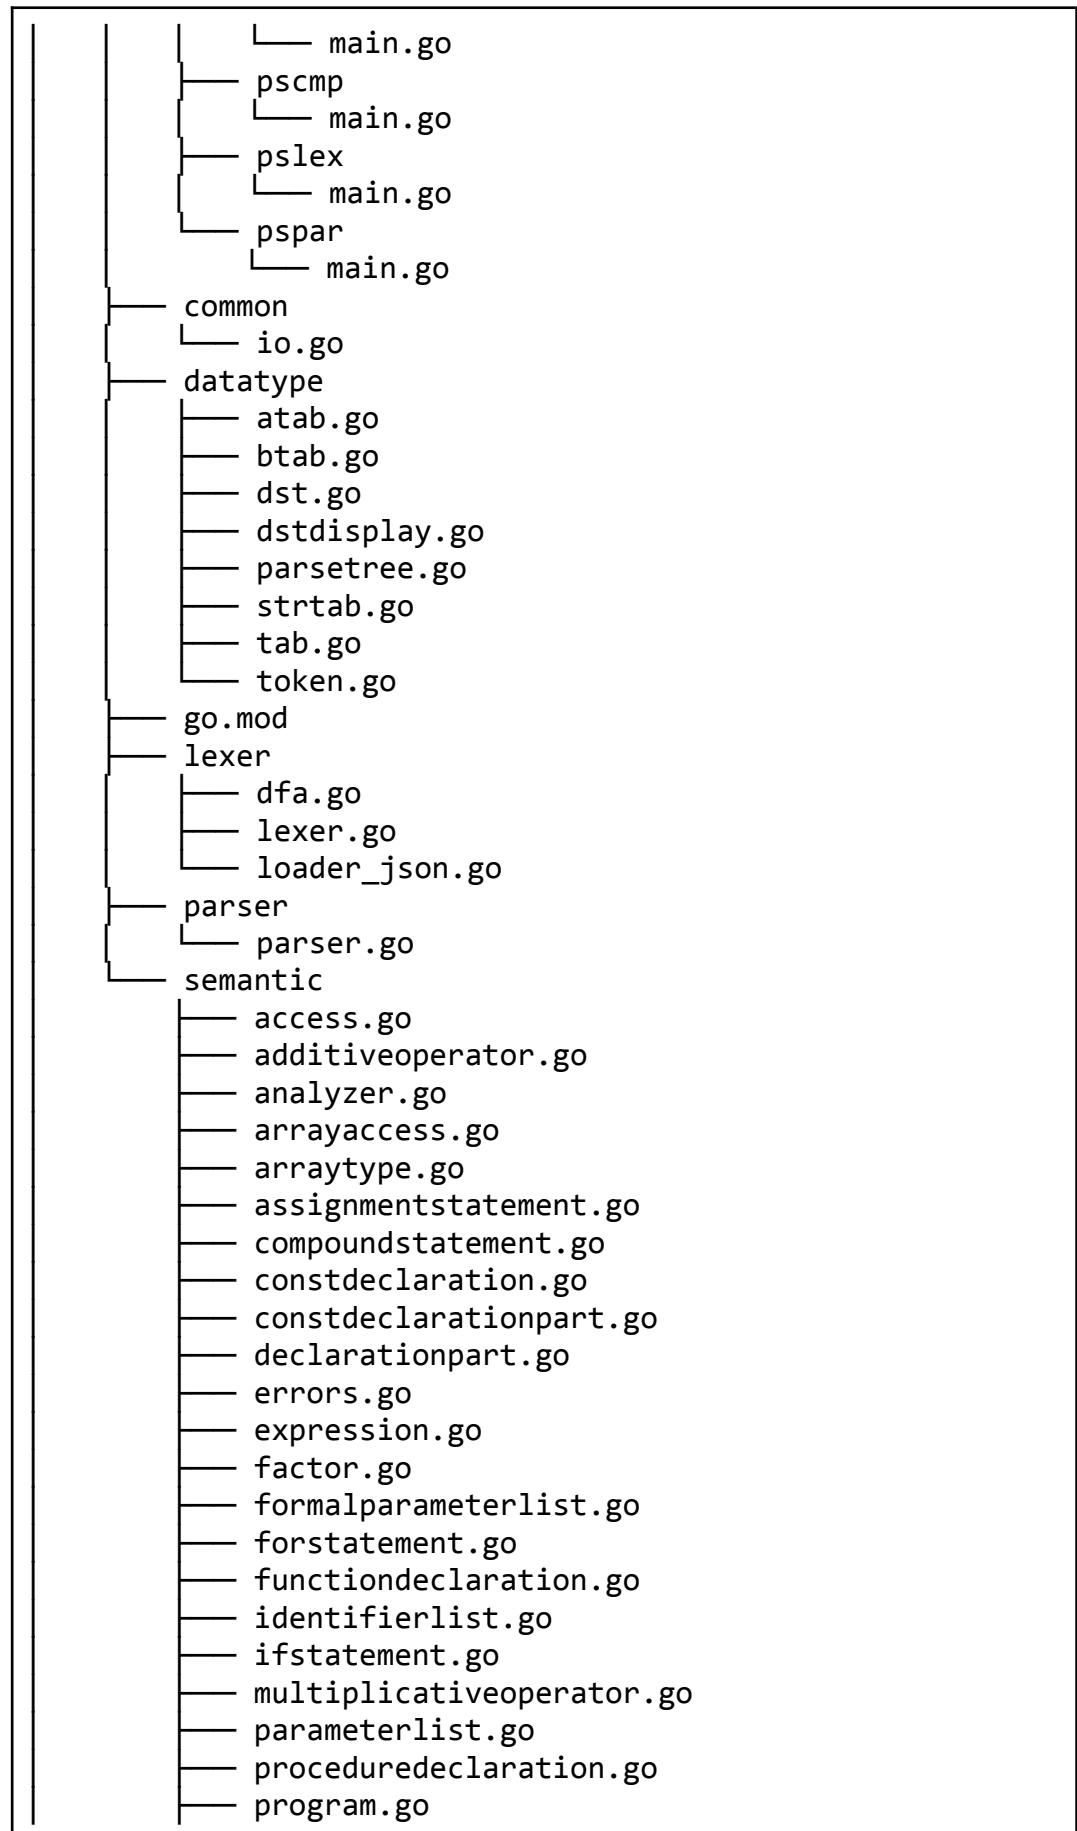 │   │   │   └── main.go
│   │   ├── pscmp
│   │   │   └── main.go
│   │   ├── pslex
│   │   │   └── main.go
│   │   └── pspar
│   │       └── main.go
│   ├── common
│   │   └── io.go
│   ├── datatype
│   │   ├── atab.go
│   │   ├── btab.go
│   │   ├── dst.go
│   │   ├── dstdisplay.go
│   │   ├── parsetree.go
│   │   ├── strtab.go
│   │   ├── tab.go
│   │   └── token.go
│   ├── go.mod
│   ├── lexer
│   │   ├── dfa.go
│   │   ├── lexer.go
│   │   └── loader_json.go
│   ├── parser
│   │   └── parser.go
│   └── semantic
│       ├── access.go
│       ├── additiveoperator.go
│       ├── analyzer.go
│       ├── arrayaccess.go
│       ├── arraytype.go
│       ├── assignmentstatement.go
│       ├── compoundstatement.go
│       ├── constdeclaration.go
│       ├── constdeclarationpart.go
│       ├── declarationpart.go
│       ├── errors.go
│       ├── expression.go
│       ├── factor.go
│       ├── formalparameterlist.go
│       ├── forstatement.go
│       ├── functiondeclaration.go
│       ├── identifierlist.go
│       ├── ifstatement.go
│       ├── multiplicativeoperator.go
│       ├── parameterlist.go
│       ├── proceduredeclaration.go
│       ├── program.go